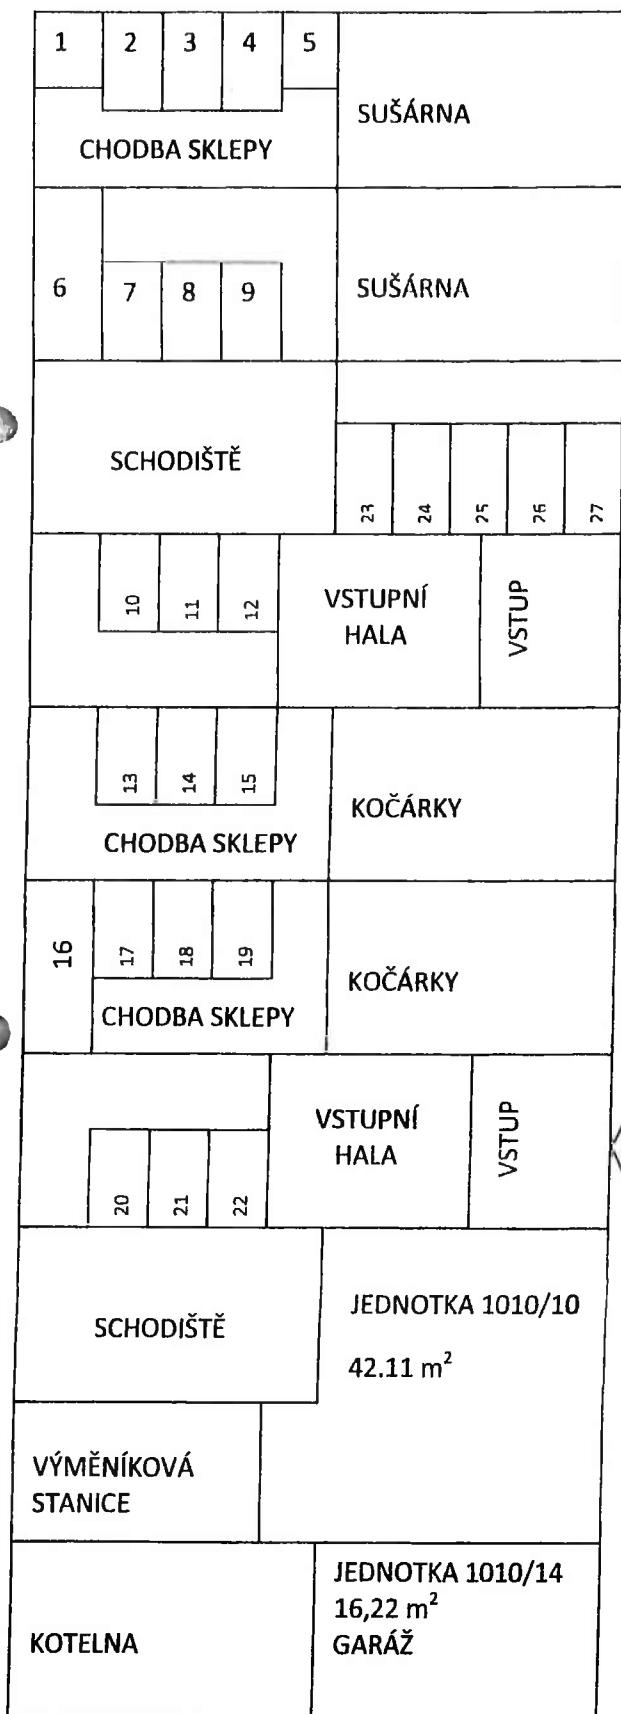 1 2 3 4 5
SUŠÁRNA
CHODBA SKLEPY
6 7 8 9
SUŠÁRNA
SCHODIŠTĚ
23 24 25 26 27
10 11 12
VSTUPNÍ
HALA
VSTUP
13 14 15
KOČÁRKY
CHODBA SKLEPY
16 17 18 19
KOČÁRKY
CHODBA SKLEPY
VSTUPNÍ
HALA
VSTUP
20 21 22
SCHODIŠTĚ
JEDNOTKA 1010/10
42.11 m²
VÝMĚNÍKOVÁ
STANICE
JEDNOTKA 1010/14
16,22 m²
GARÁŽ
KOTELNA